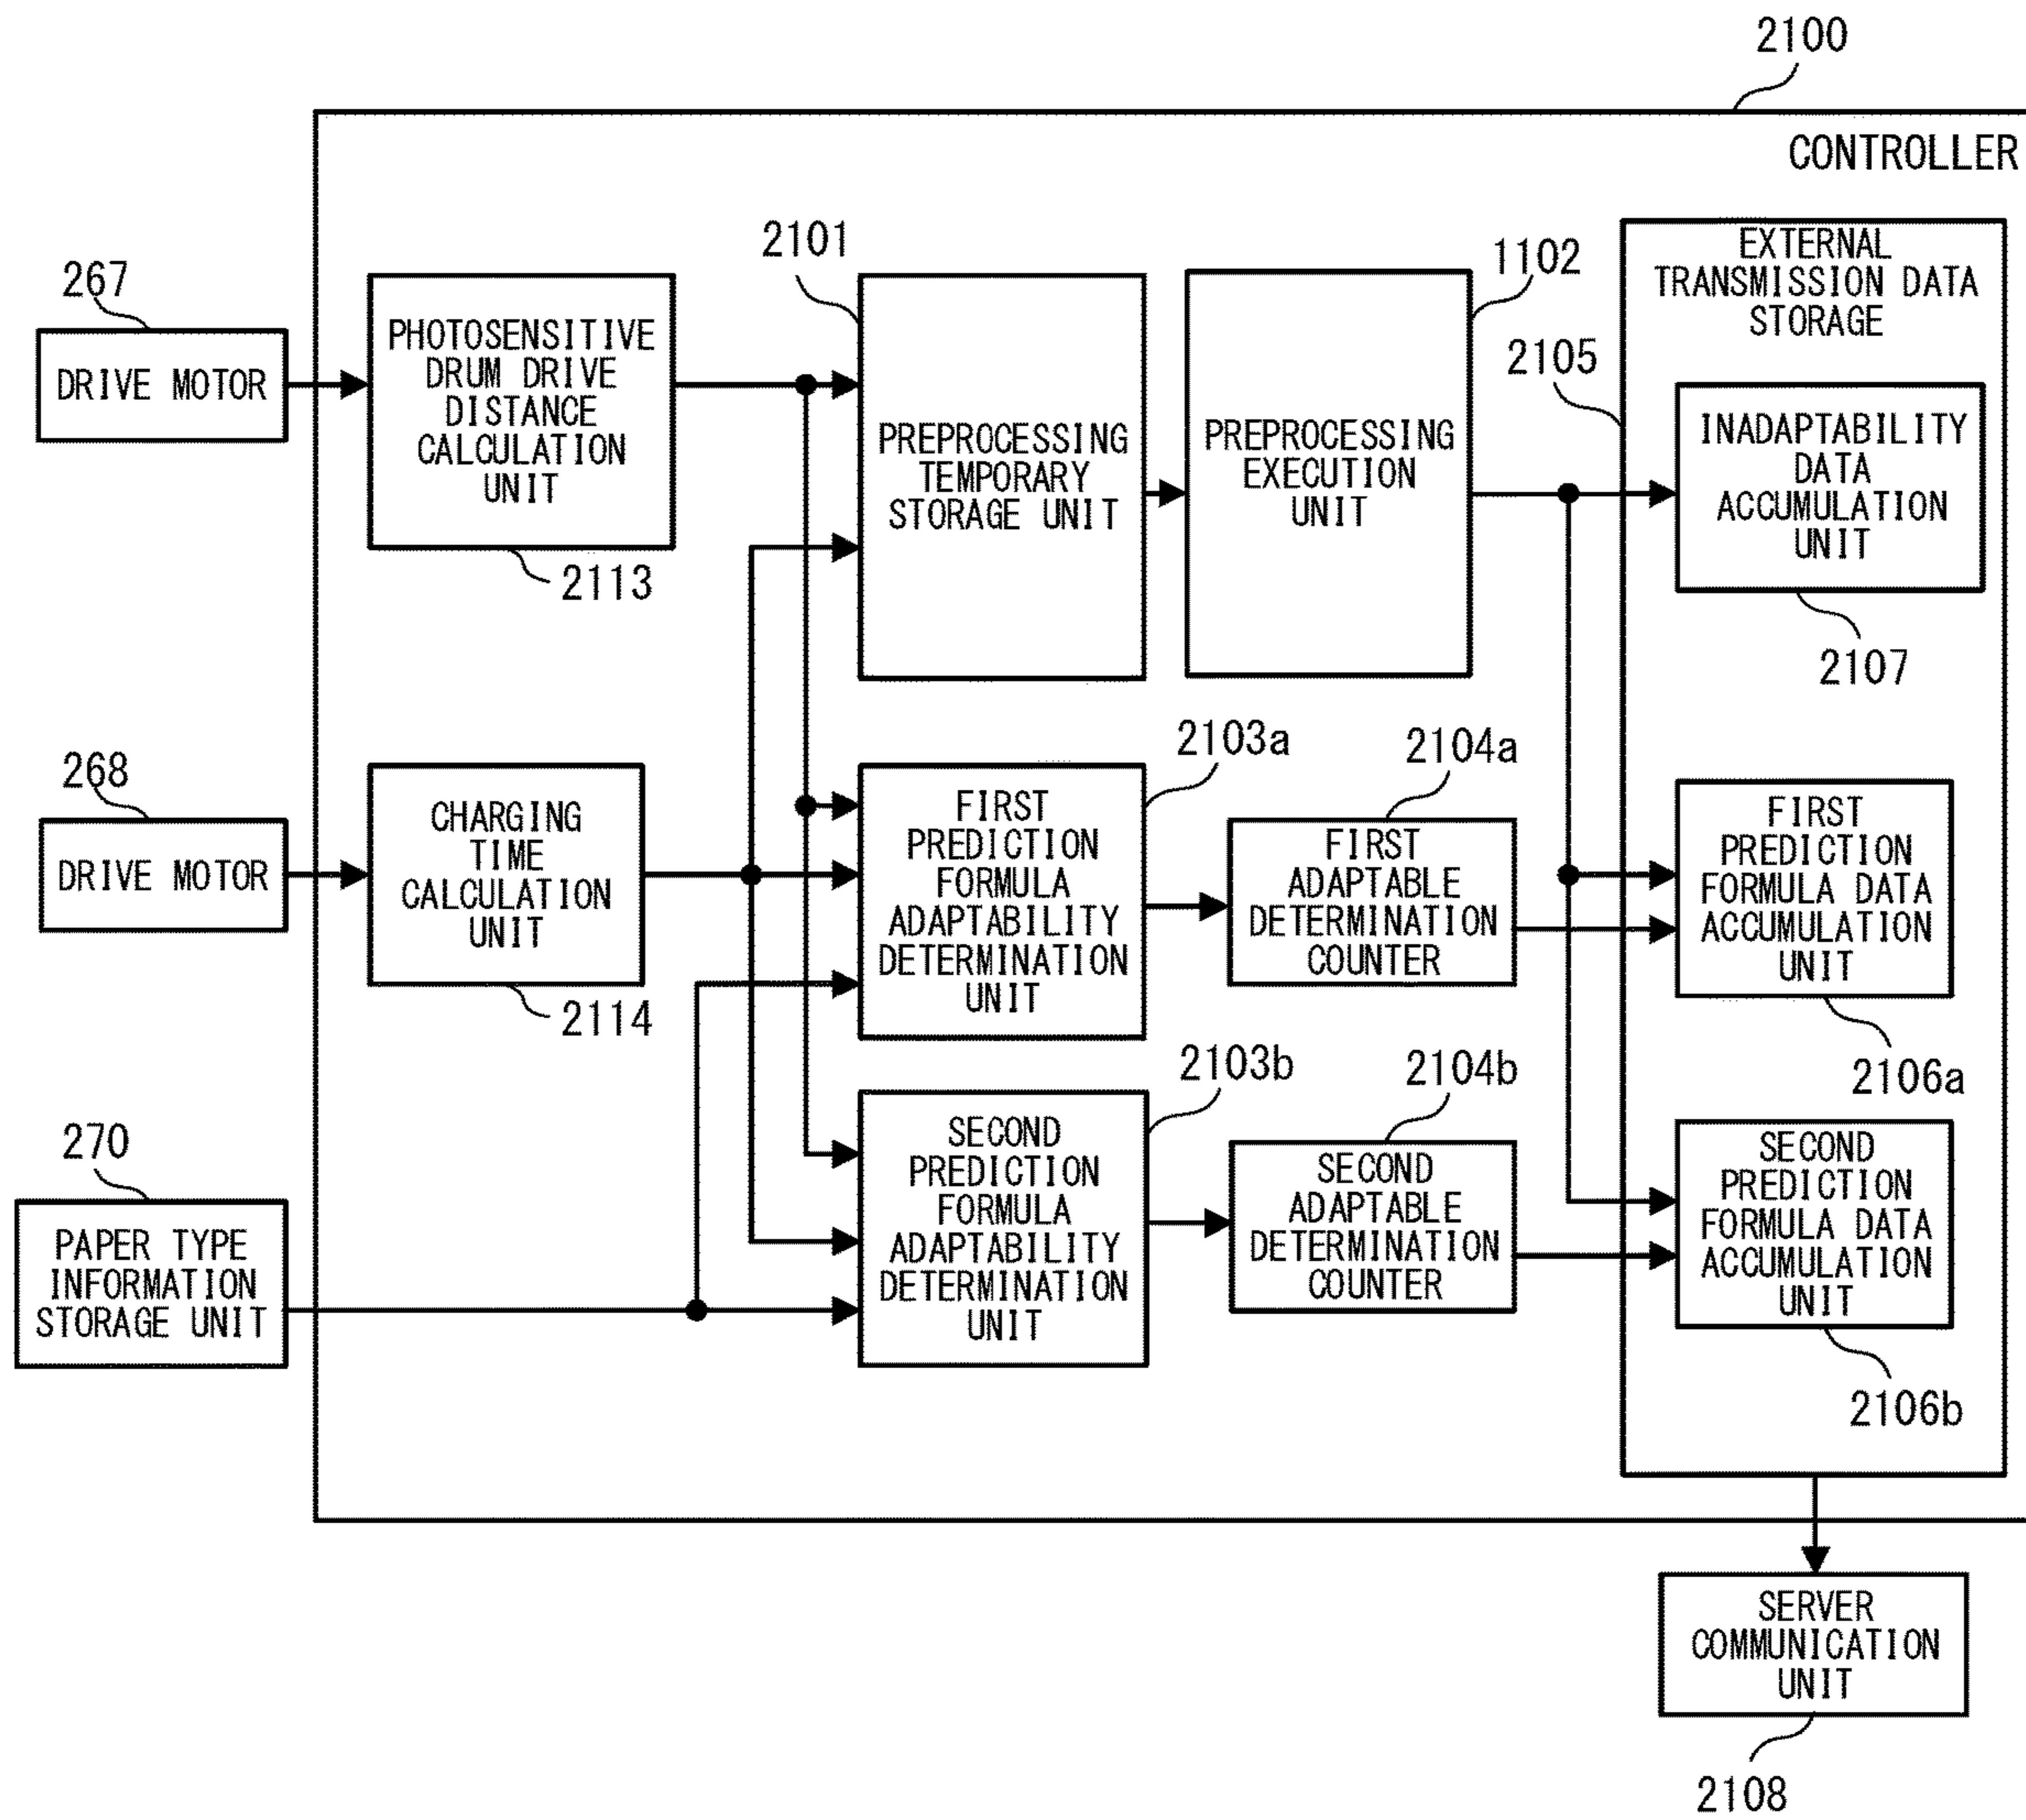 2100
CONTROLLER
267
DRIVE MOTOR
PHOTOSENSITIVE
DRUM DRIVE
DISTANCE
CALCULATION
UNIT
2113
2101
PREPROCESSING
TEMPORARY
STORAGE UNIT
1102
PREPROCESSING
EXECUTION
UNIT
2105
EXTERNAL
TRANSMISSION DATA
STORAGE
INADAPTABILITY
DATA
ACCUMULATION
UNIT
2107
268
DRIVE MOTOR
CHARGING
TIME
CALCULATION
UNIT
2114
2103a
FIRST
PREDICTION
FORMULA
ADAPTABILITY
DETERMINATION
UNIT
2104a
FIRST
ADAPTABLE
DETERMINATION
COUNTER
FIRST
PREDICTION
FORMULA DATA
ACCUMULATION
UNIT
2106a
270
PAPER TYPE
INFORMATION
STORAGE UNIT
2103b
SECOND
PREDICTION
FORMULA
ADAPTABILITY
DETERMINATION
UNIT
2104b
SECOND
ADAPTABLE
DETERMINATION
COUNTER
SECOND
PREDICTION
FORMULA DATA
ACCUMULATION
UNIT
2106b
SERVER
COMMUNICATION
UNIT
2108